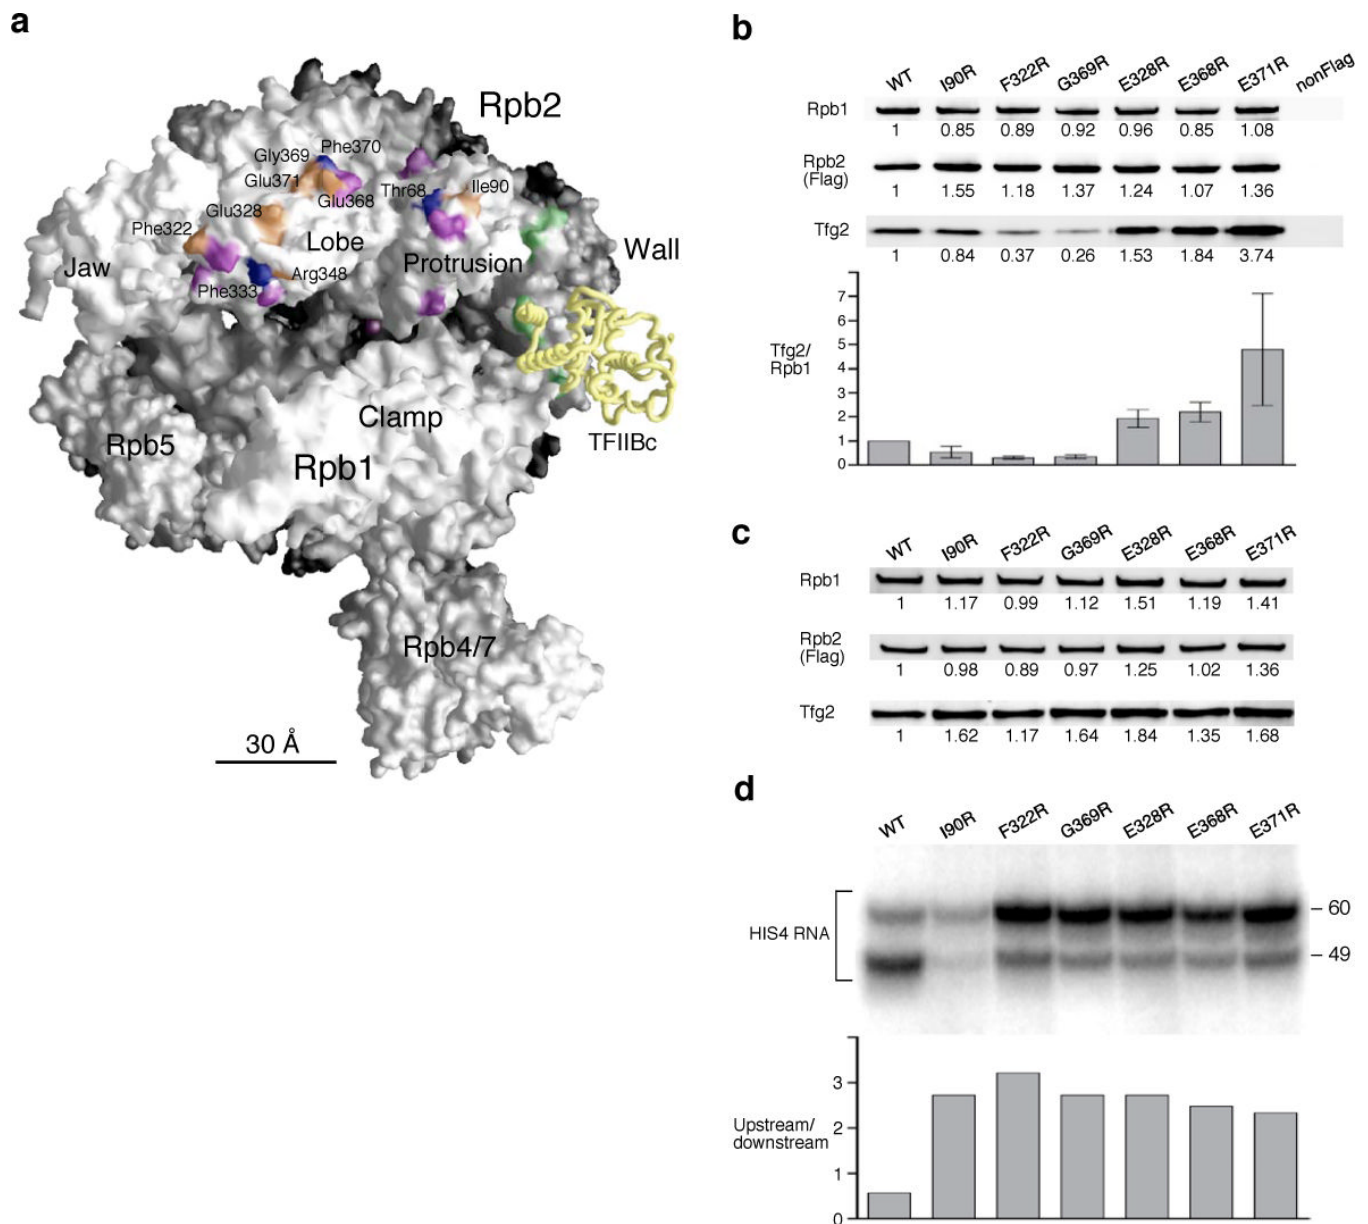 a
Rpb2
Gly369 Phe370
Glu371
Glu368
Thr68 Ile90
Glu328
Phe322
Lobe
Wall
Jaw
Arg348
Protrusion
Phe333
Clamp
TFIIBc
Rpb5
Rpb1
Rpb4/7
30 Å
b
WT I90R F322R G369R E328R E368R E371R nonFlag
Rpb1
1 0.85 0.89 0.92 0.96 0.85 1.08
Rpb2
(Flag)
1 1.55 1.18 1.37 1.24 1.07 1.36
Tfg2
1 0.84 0.37 0.26 1.53 1.84 3.74
7
6
5
Tfg2/
Rpb1
4
3
2
1
0
c
WT I90R F322R G369R E328R E368R E371R
Rpb1
1 1.17 0.99 1.12 1.51 1.19 1.41
Rpb2
(Flag)
1 0.98 0.89 0.97 1.25 1.02 1.36
Tfg2
1 1.62 1.17 1.64 1.84 1.35 1.68
d
WT I90R F322R G369R E328R E368R E371R
HIS4 RNA
– 60
– 49
3
Upstream/
downstream
2
1
0